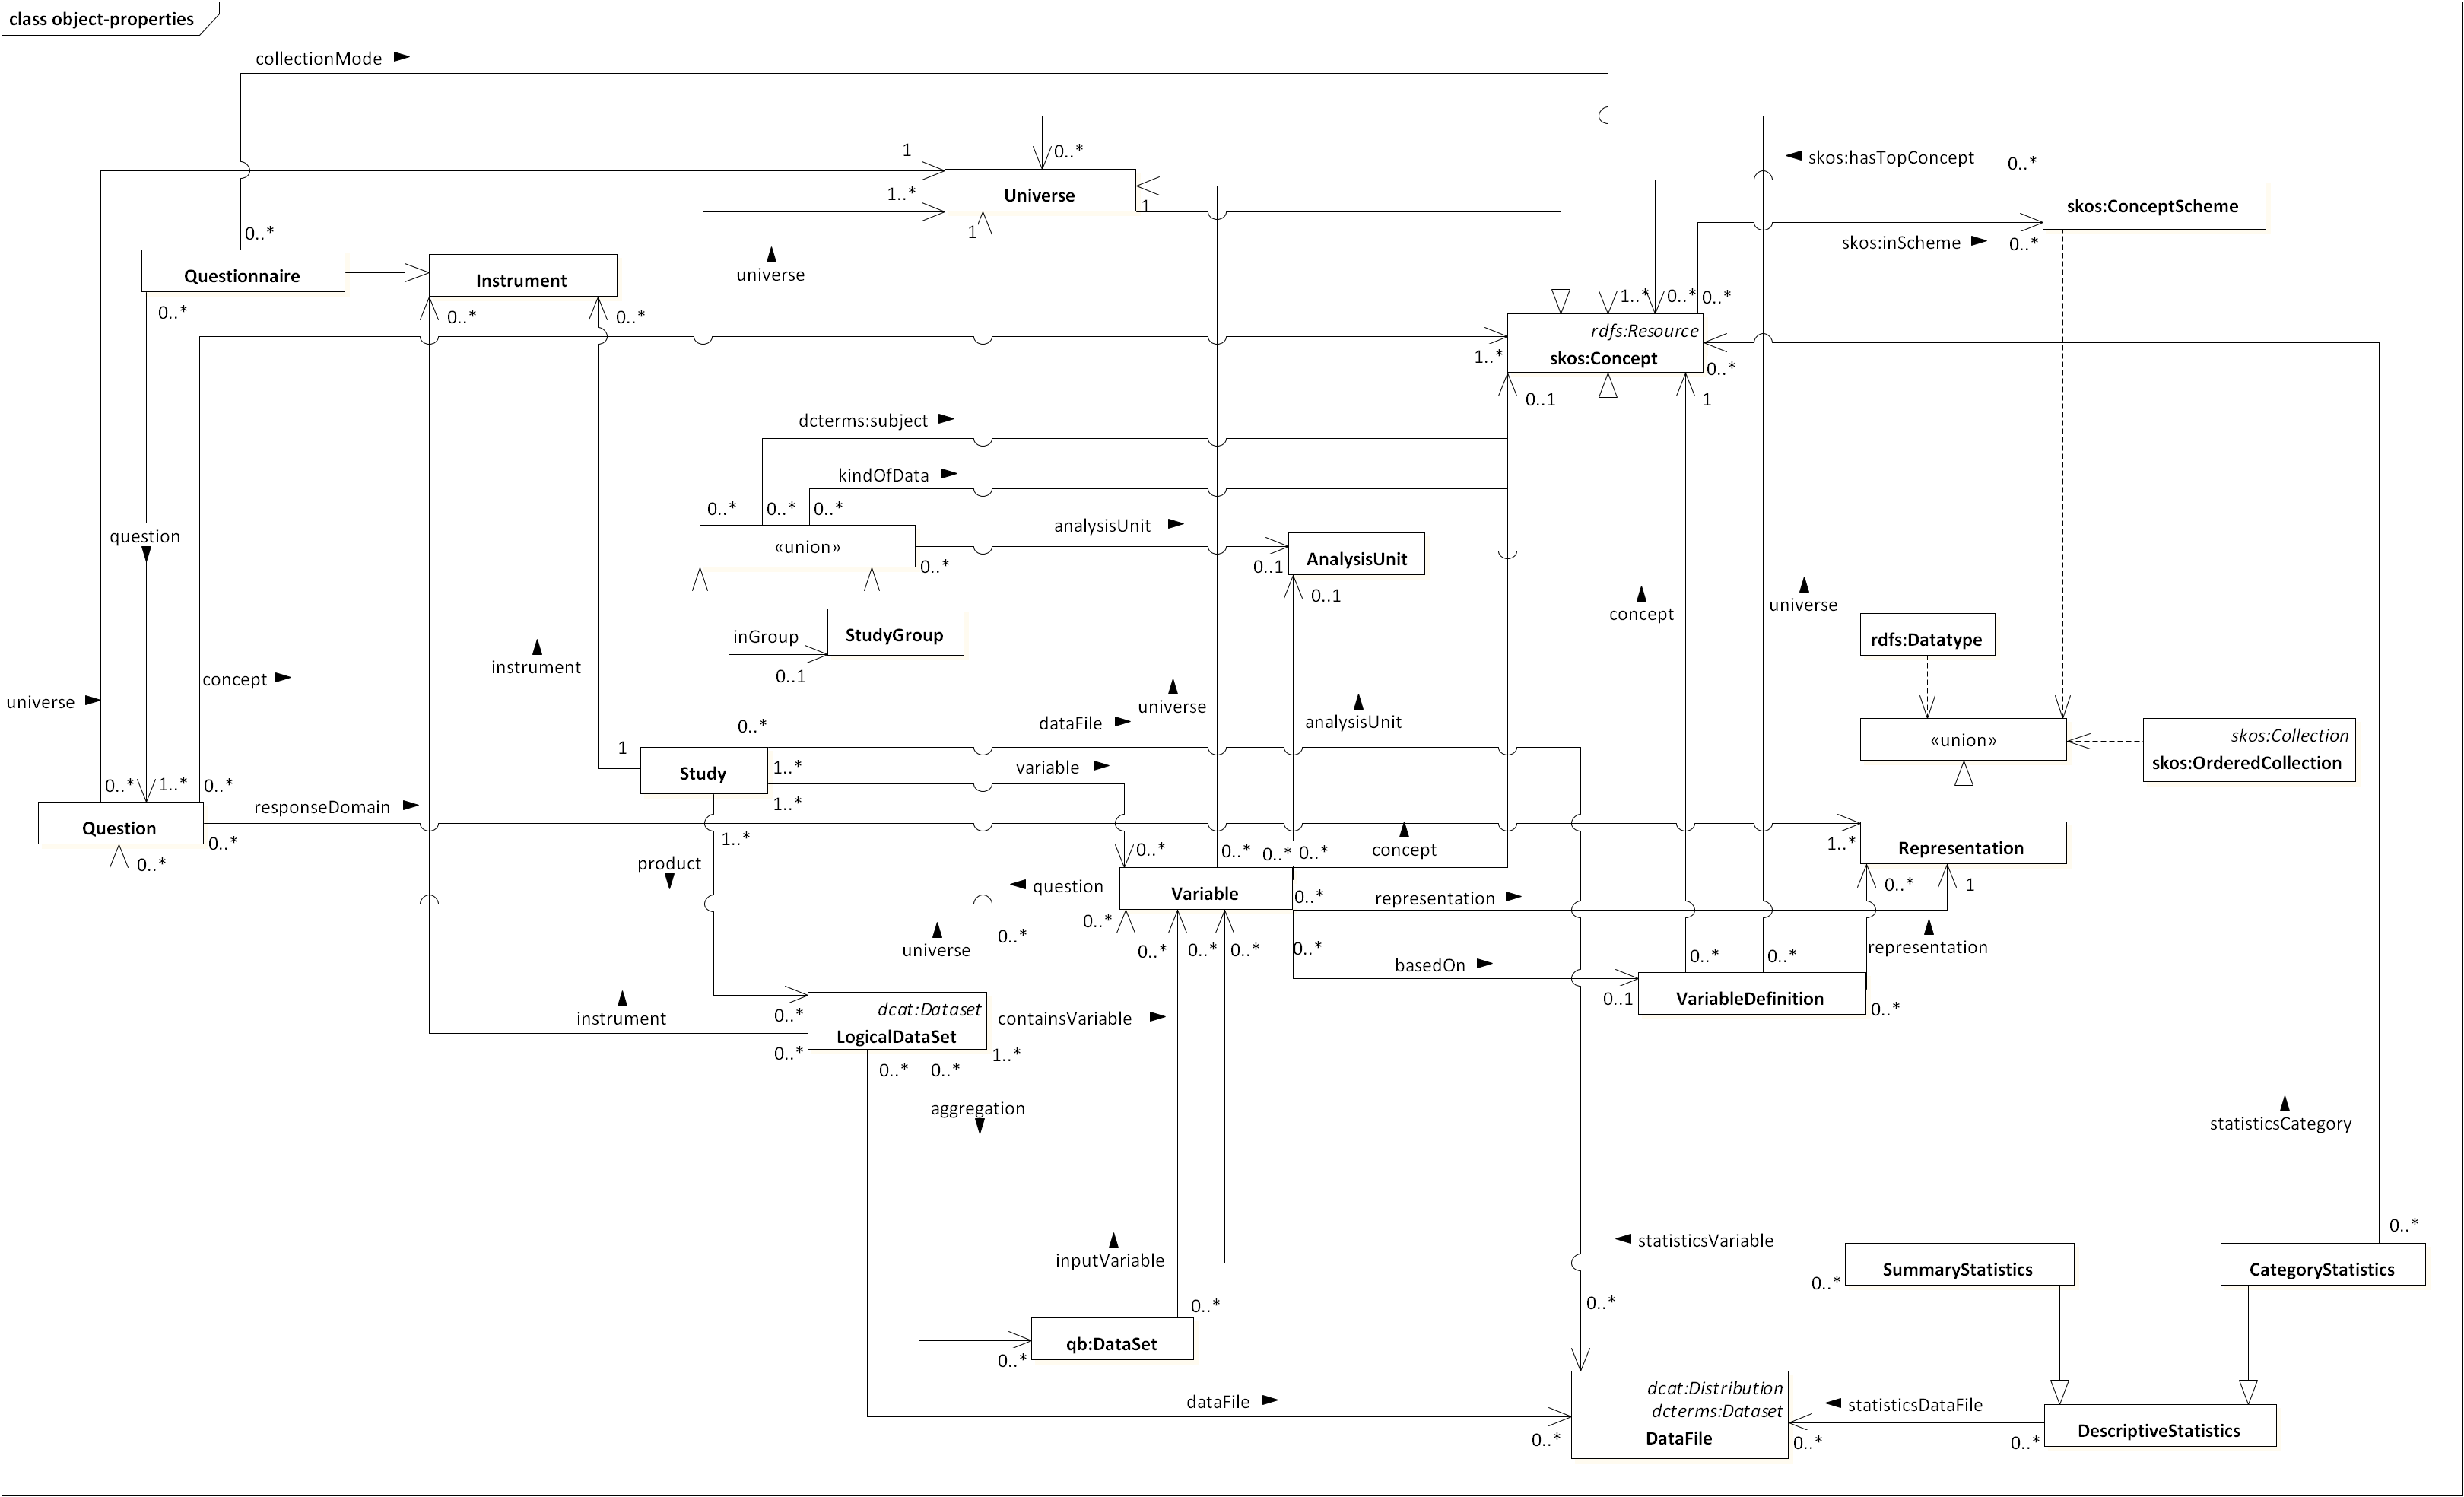 class object-properties
collectionMode ►
1
0..*
◄ skos:hasTopConcept
0..*
Universe
1..*
1
skos:ConceptScheme
0..*
1
skos:inScheme ►
0..*
▲
universe
Questionnaire
Instrument
0..*
0..*
0..*
1..*
0..*
0..*
rdfs:Resource
skos:Concept
1..*
0..*
0..1
1
dcterms:subject ►
kindOfData ►
0..*
0..*
0..*
analysisUnit ►
question
▼
«union»
0..*
AnalysisUnit
0..1
0..1
▲
concept
▲
universe
StudyGroup
inGroup
0..1
rdfs:Datatype
▲
instrument
concept ►
universe ►
▲
universe
▲
analysisUnit
0..*
dataFile ►
«union»
skos:Collection
skos:OrderedCollection
1
Study
1..*
variable ►
1..*
0..*
1..*
0..*
responseDomain ►
Question
0..*
1..*
0..*
product
▼
0..*
0..*
0..*
0..*
▲
concept
1..*
Representation
◄ question
Variable
0..*
representation ►
0..*
1
0..*
▲
universe
0..*
0..*
0..*
0..*
0..*
basedOn ►
0..*
0..*
▲
representation
0..1
VariableDefinition
0..*
▲
instrument
0..*
dcat:Dataset
LogicalDataSet
containsVariable ►
0..*
1..*
0..*
0..*
aggregation
▼
▲
statisticsCategory
0..*
▲
inputVariable
◄ statisticsVariable
SummaryStatistics
0..*
CategoryStatistics
0..*
0..*
qb:DataSet
0..*
dataFile ►
0..*
dcat:Distribution
dcterms:Dataset
DataFile
◄ statisticsDataFile
0..*
0..*
DescriptiveStatistics